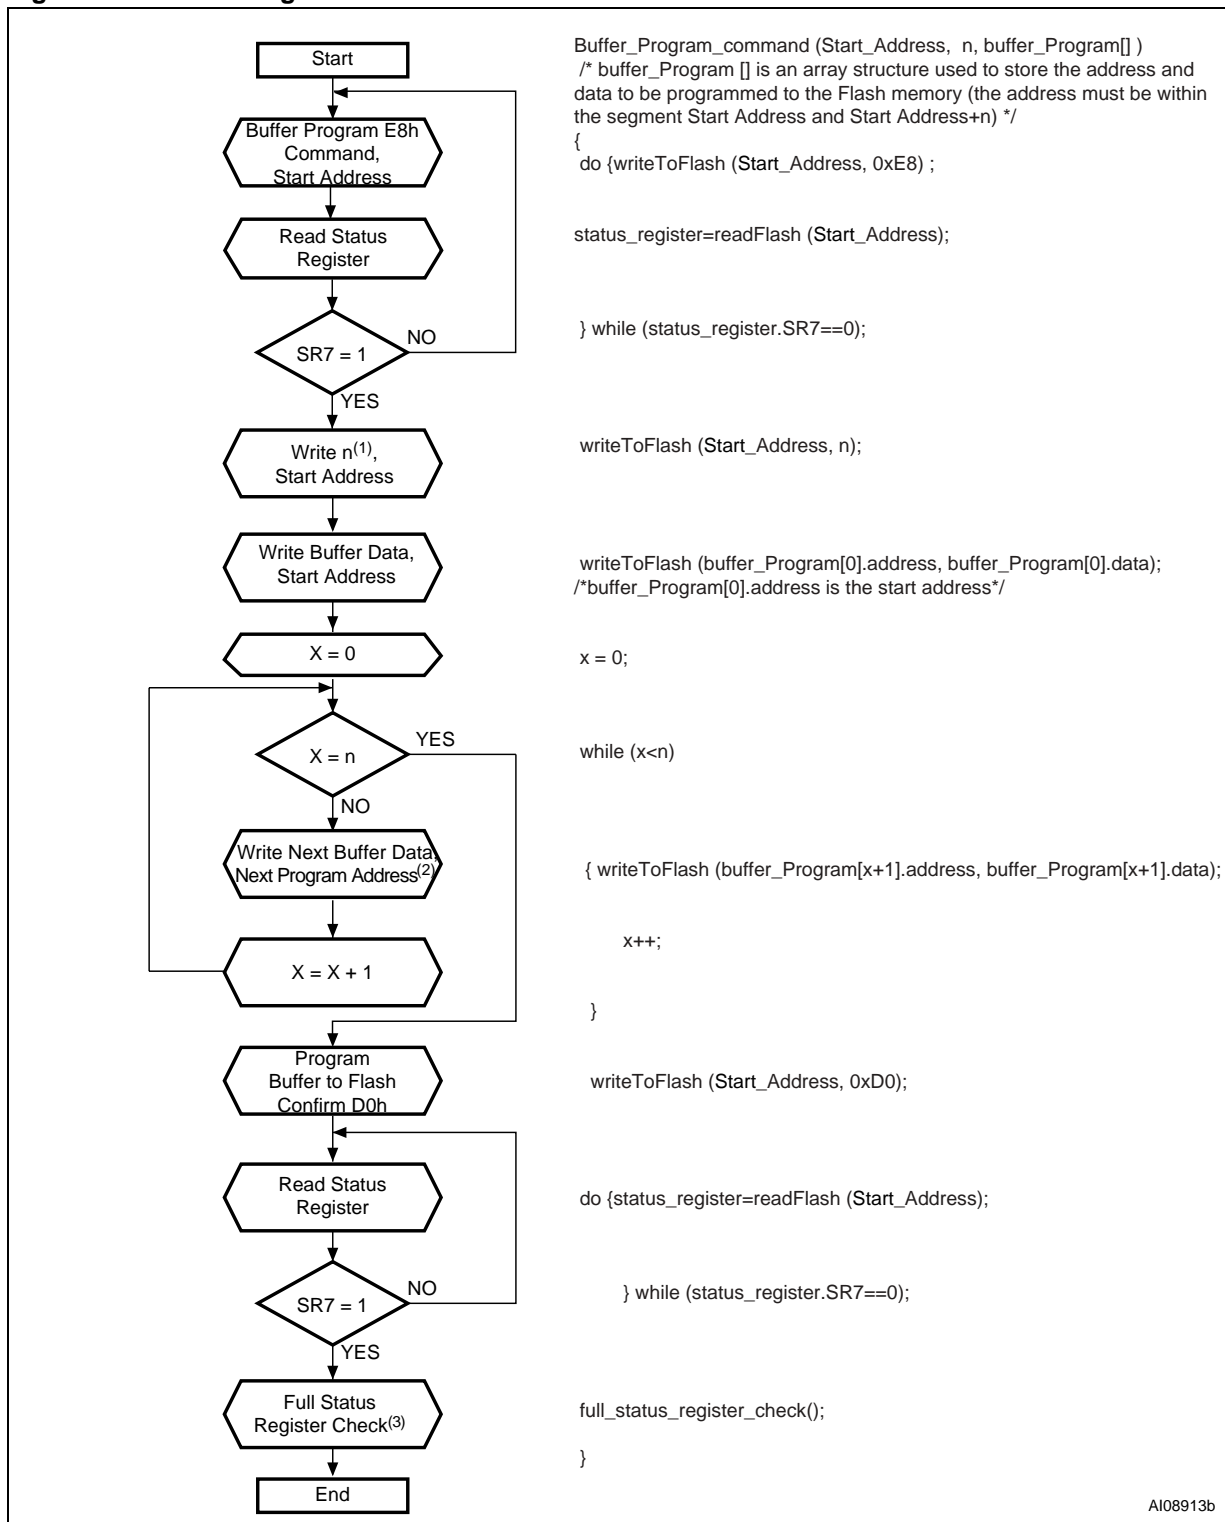 Start
Buffer Program E8h
Command,
Start Address
Read Status
Register
NO
SR7 = 1
YES
Write n(1),
Start Address
Write Buffer Data,
Start Address
X = 0
YES
X = n
NO
Write Next Buffer Data,
Next Program Address(2)
X = X + 1
Program
Buffer to Flash
Confirm D0h
Read Status
Register
NO
SR7 = 1
YES
Full Status
Register Check(3)
End
Buffer_Program_command (Start_Address, n, buffer_Program[] )
/* buffer_Program [] is an array structure used to store the address and
data to be programmed to the Flash memory (the address must be within
the segment Start Address and Start Address+n) */
{
do {writeToFlash (Start_Address, 0xE8) ;
status_register=readFlash (Start_Address);
} while (status_register.SR7==0);
writeToFlash (Start_Address, n);
writeToFlash (buffer_Program[0].address, buffer_Program[0].data);
/*buffer_Program[0].address is the start address*/
x = 0;
while (x<n)
{ writeToFlash (buffer_Program[x+1].address, buffer_Program[x+1].data);
x++;
}
writeToFlash (Start_Address, 0xD0);
do {status_register=readFlash (Start_Address);
} while (status_register.SR7==0);
full_status_register_check();
}
AI08913b